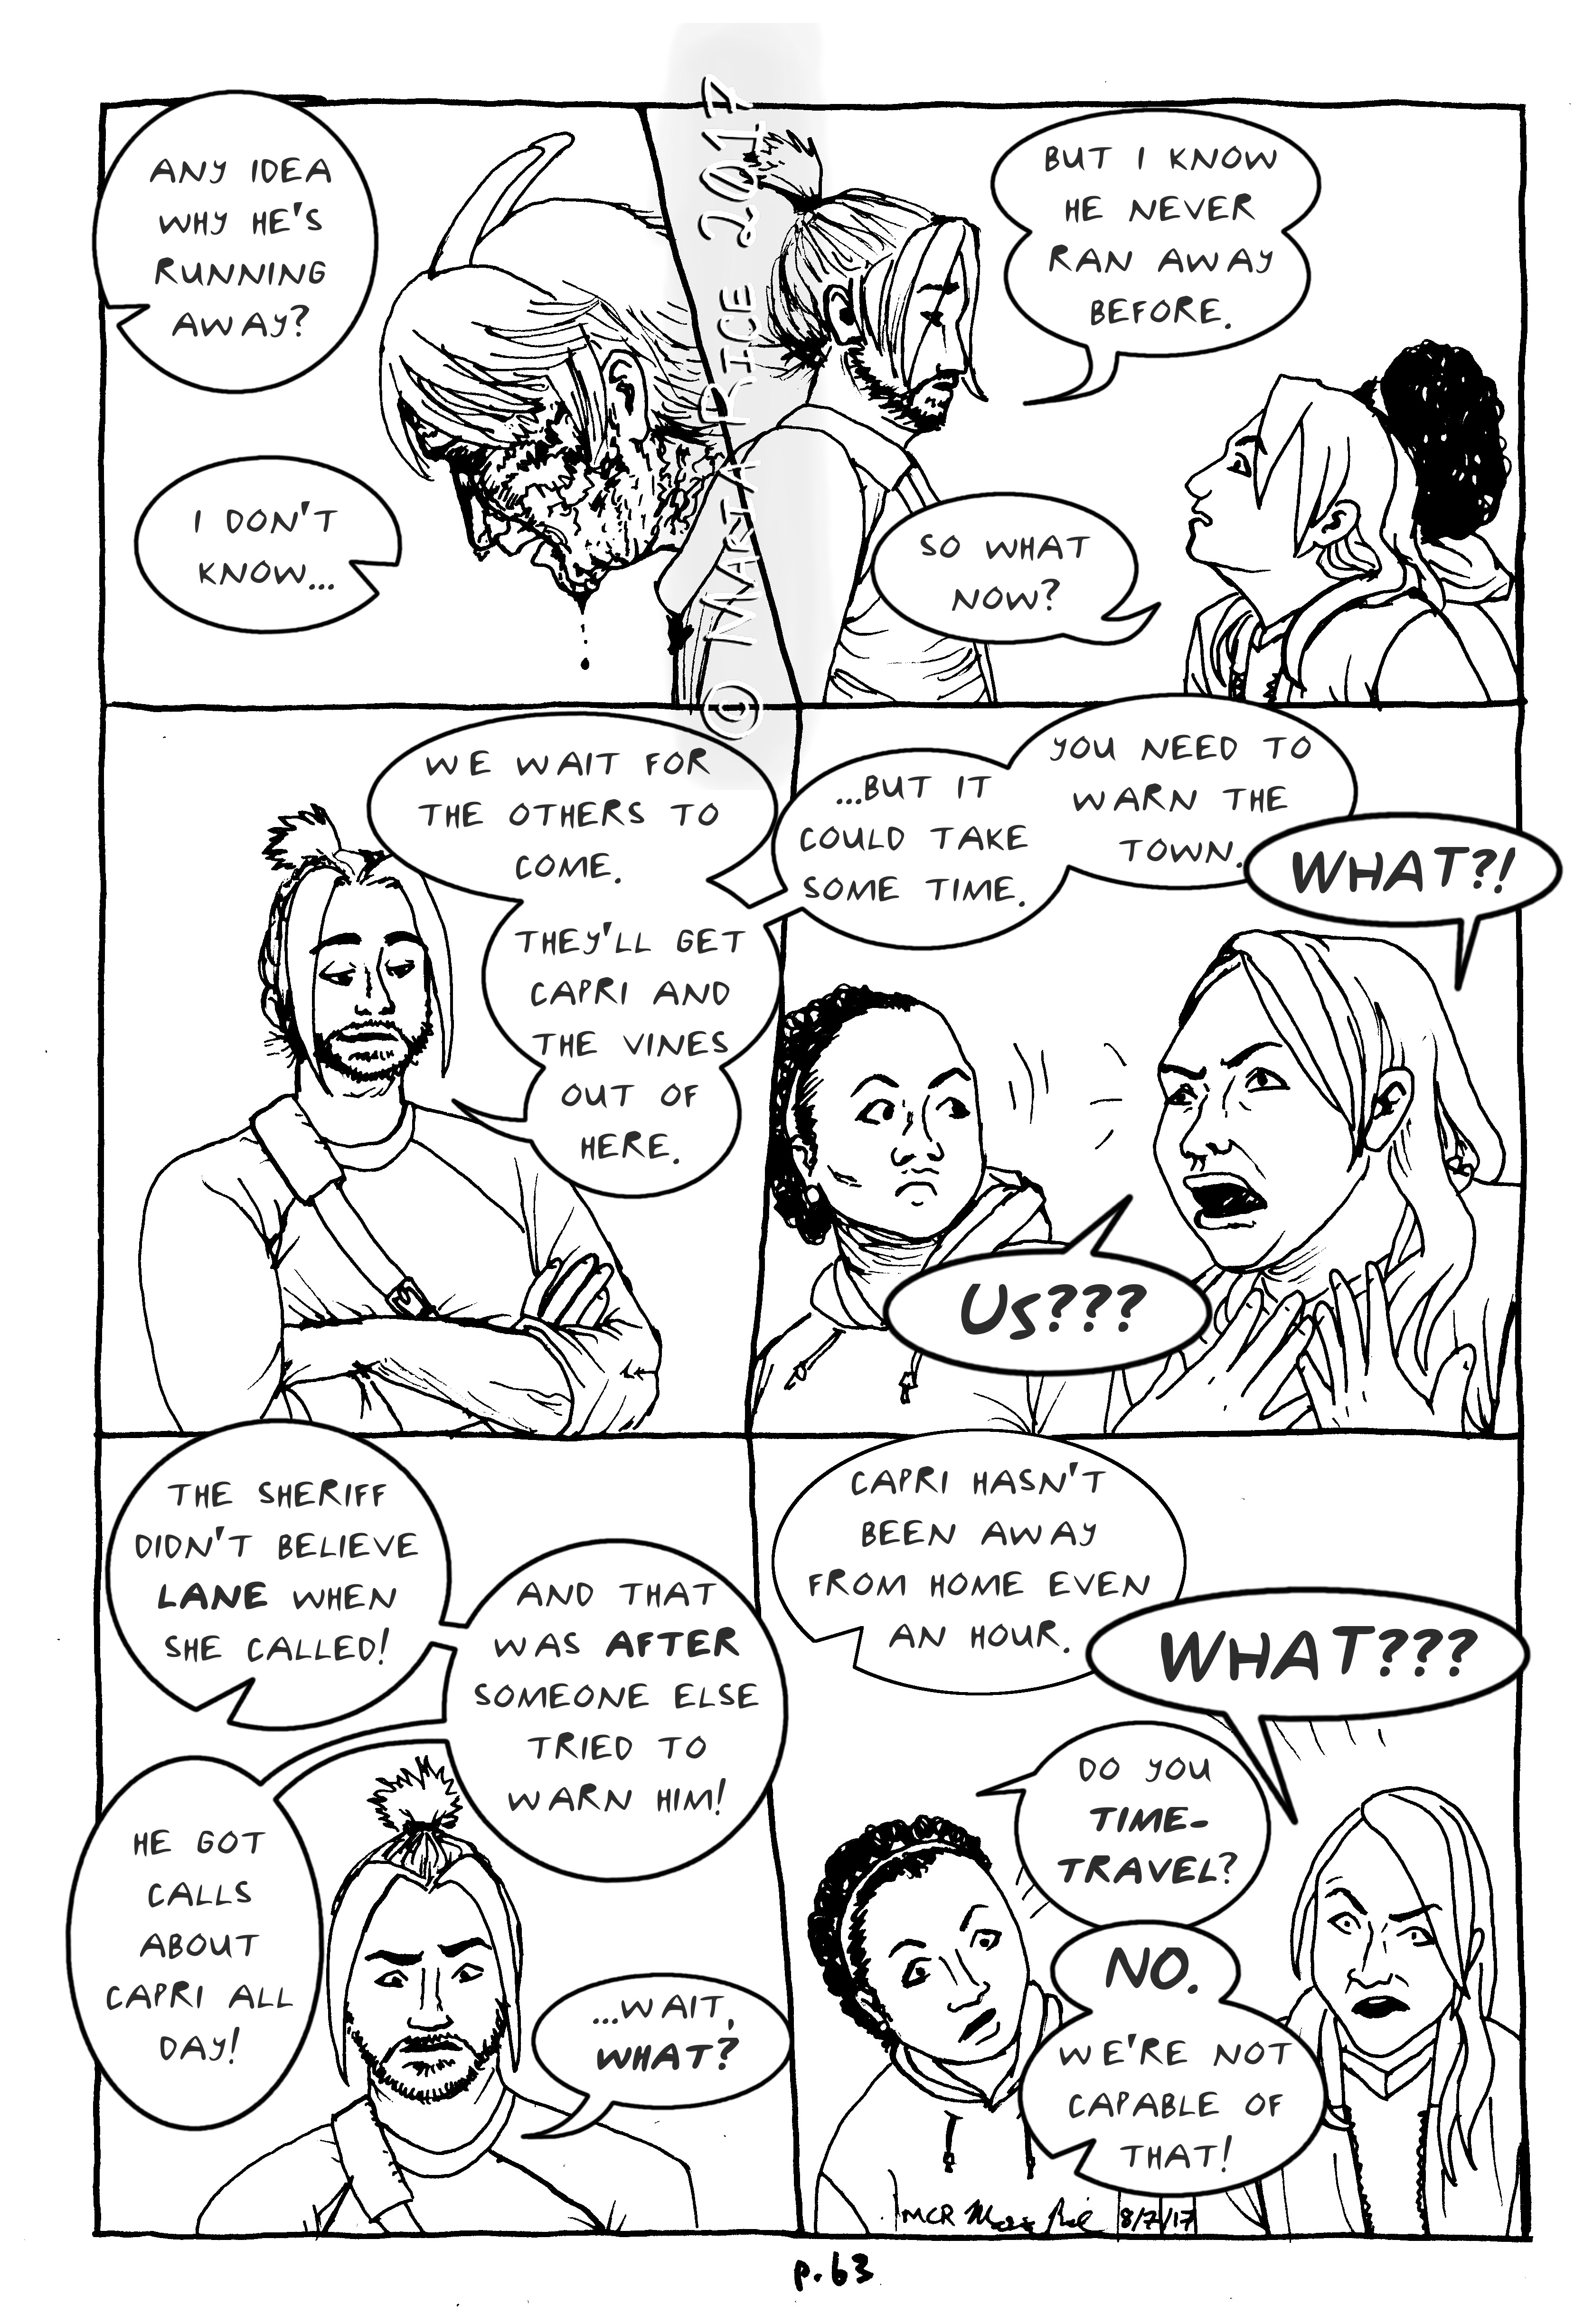 ANY IDEA
WHY HE'S
RUNNING
AWAY?
I DON'T
KNOW...
© MARTA RICE 2017
BUT I KNOW
HE NEVER
RAN AWAY
BEFORE.
SO WHAT
NOW?
WE WAIT FOR
THE OTHERS TO
COME.
THEY'LL GET
CAPRI AND
THE VINES
OUT OF
HERE.
...BUT IT
COULD TAKE
SOME TIME.
YOU NEED TO
WARN THE
TOWN.
WHAT?!
US???
THE SHERIFF
DIDN'T BELIEVE
LANE WHEN
SHE CALLED!
AND THAT
WAS AFTER
SOMEONE ELSE
TRIED TO
WARN HIM!
HE GOT
CALLS
ABOUT
CAPRI ALL
DAY!
...WAIT,
WHAT?
CAPRI HASN'T
BEEN AWAY
FROM HOME EVEN
AN HOUR.
WHAT???
DO YOU
TIME-
TRAVEL?
NO.
WE'RE NOT
CAPABLE OF
THAT!
MCR 8/7/17
p. 63